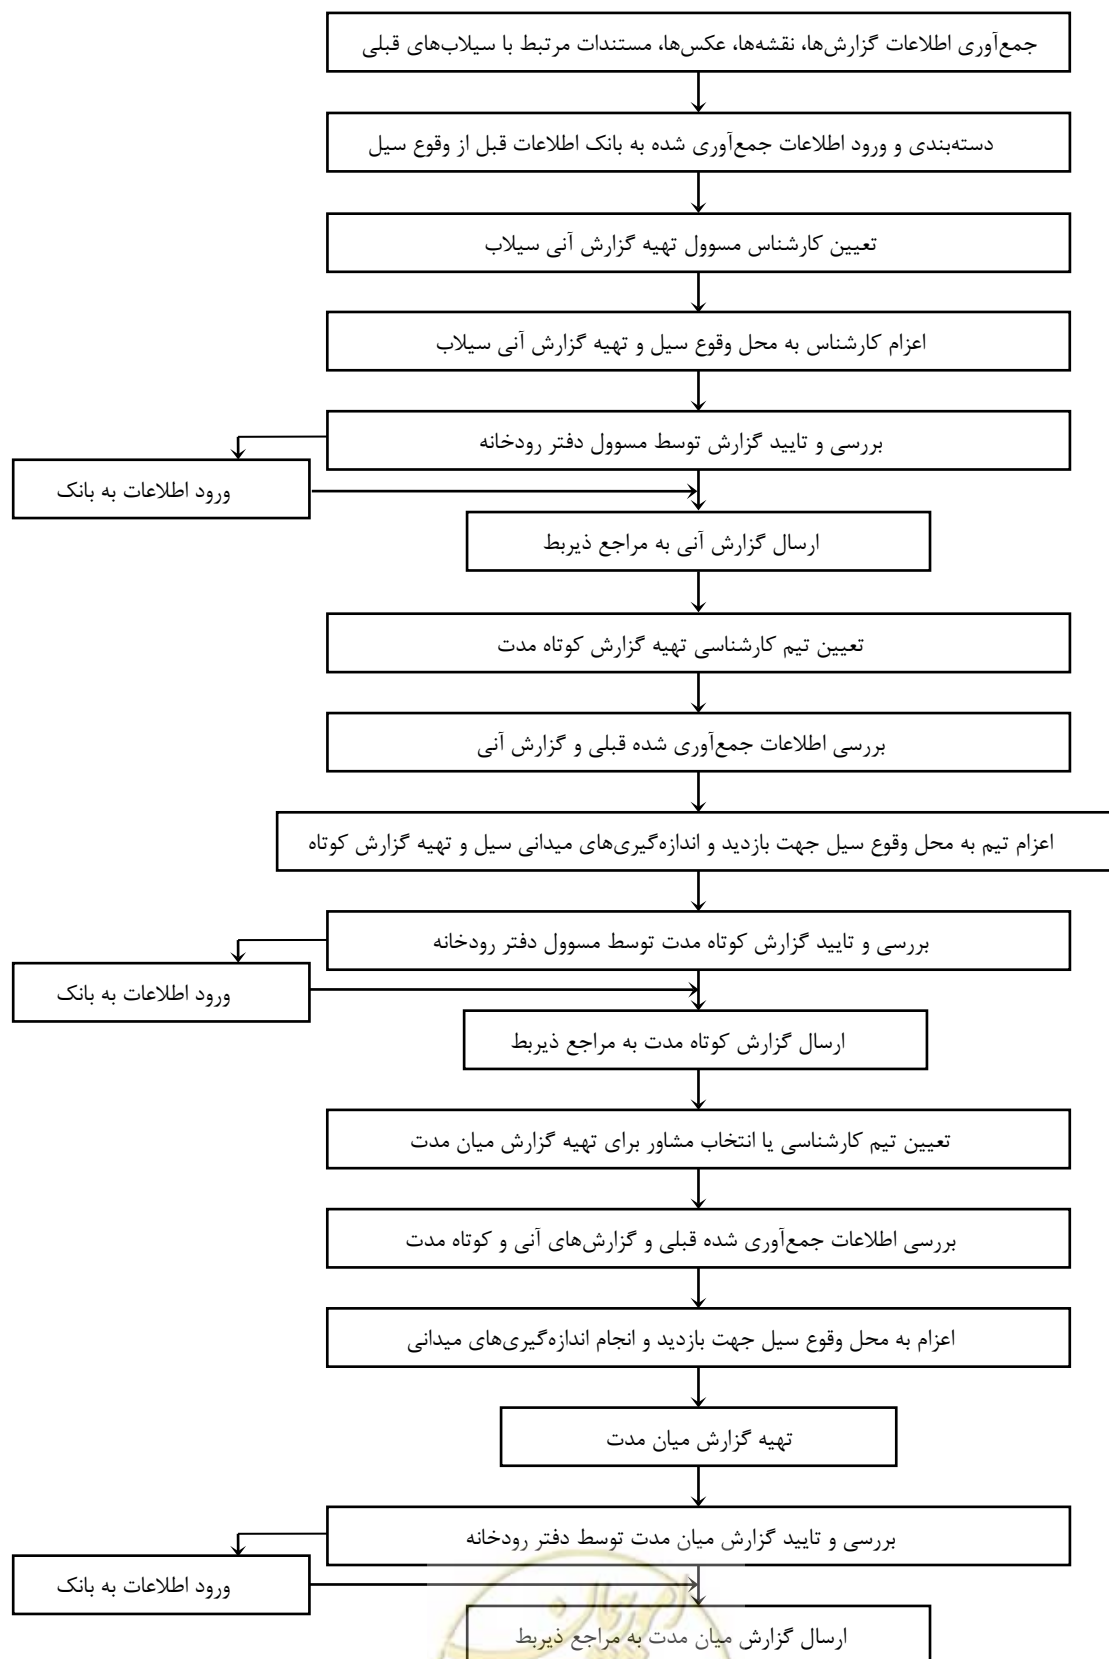 جمع‌آوری اطلاعات گزارش‌ها، نقشه‌ها، عکس‌ها، مستندات مرتبط با سیلاب‌های قبلی
دسته‌بندی و ورود اطلاعات جمع‌آوری شده به بانک اطلاعات قبل از وقوع سیل
تعیین کارشناس مسوول تهیه گزارش آنی سیلاب
اعزام کارشناس به محل وقوع سیل و تهیه گزارش آنی سیلاب
بررسی و تایید گزارش توسط مسوول دفتر رودخانه
ورود اطلاعات به بانک
ارسال گزارش آنی به مراجع ذیربط
تعیین تیم کارشناسی تهیه گزارش کوتاه مدت
بررسی اطلاعات جمع‌آوری شده قبلی و گزارش آنی
اعزام تیم به محل وقوع سیل جهت بازدید و اندازه‌گیری‌های میدانی سیل و تهیه گزارش کوتاه
بررسی و تایید گزارش کوتاه مدت توسط مسوول دفتر رودخانه
ورود اطلاعات به بانک
ارسال گزارش کوتاه مدت به مراجع ذیربط
تعیین تیم کارشناسی یا انتخاب مشاور برای تهیه گزارش میان مدت
بررسی اطلاعات جمع‌آوری شده قبلی و گزارش‌های آنی و کوتاه مدت
اعزام به محل وقوع سیل جهت بازدید و انجام اندازه‌گیری‌های میدانی
تهیه گزارش میان مدت
بررسی و تایید گزارش میان مدت توسط دفتر رودخانه
ورود اطلاعات به بانک
ارسال گزارش میان مدت به مراجع ذیربط